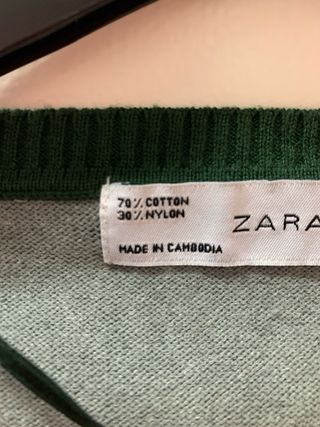 70% COTTON
30% NYLON
ZARA
MADE IN CAMBODIA